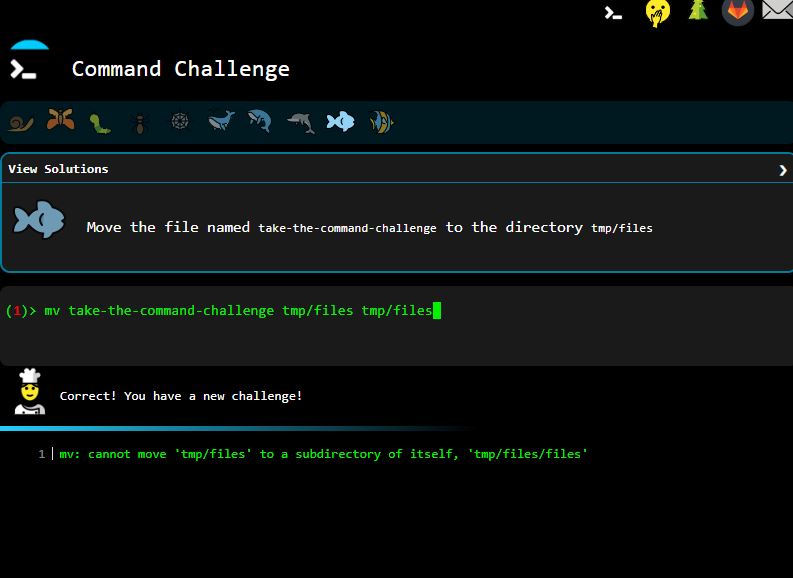 Command Challenge
View Solutions
Move the file named take-the-command-challenge to the directory tmp/files
(1)> mv take-the-command-challenge tmp/files tmp/files
Correct! You have a new challenge!
1 mv: cannot move 'tmp/files' to a subdirectory of itself, 'tmp/files/files'